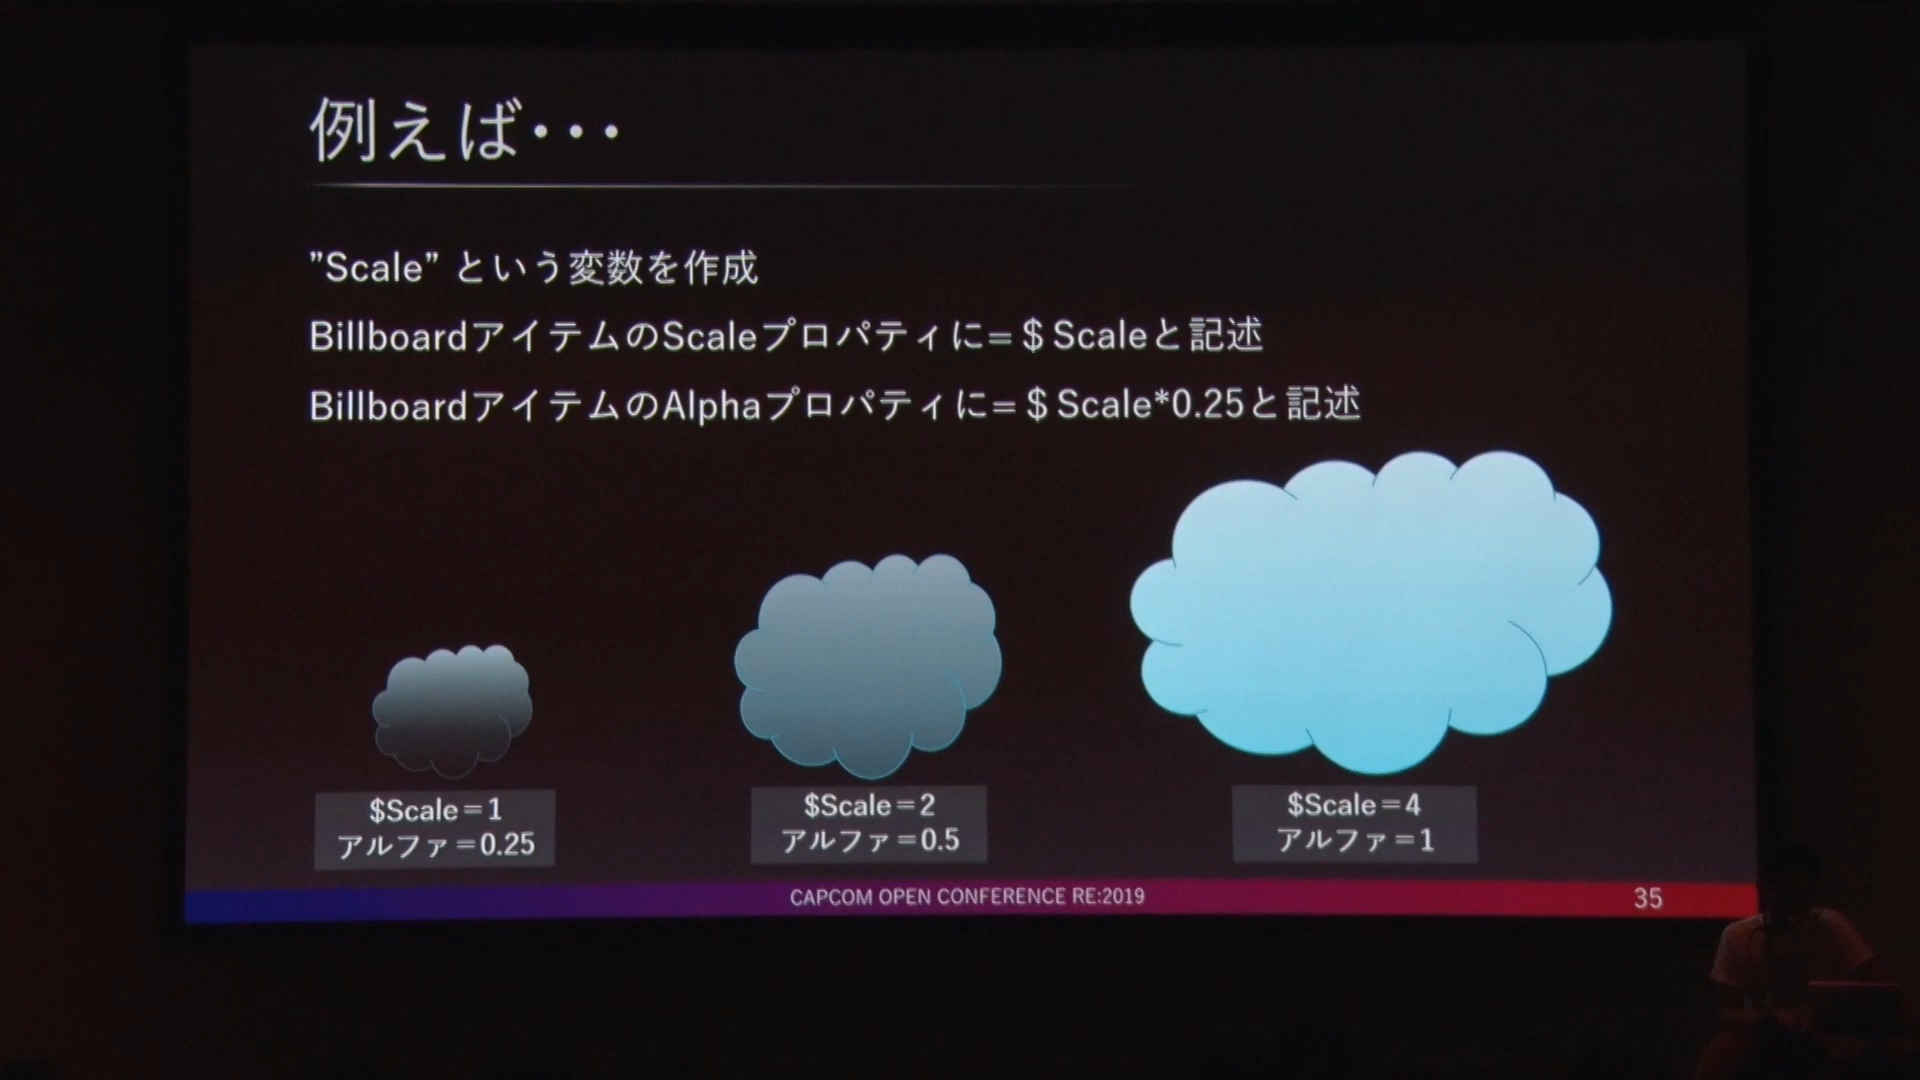 例えば･･･
”Scale” という変数を作成
BillboardアイテムのScaleプロパティに=＄Scaleと記述
BillboardアイテムのAlphaプロパティに=＄Scale*0.25と記述
$Scale＝1
アルファ＝0.25
$Scale＝2
アルファ＝0.5
$Scale＝4
アルファ＝1
CAPCOM OPEN CONFERENCE RE:2019
35